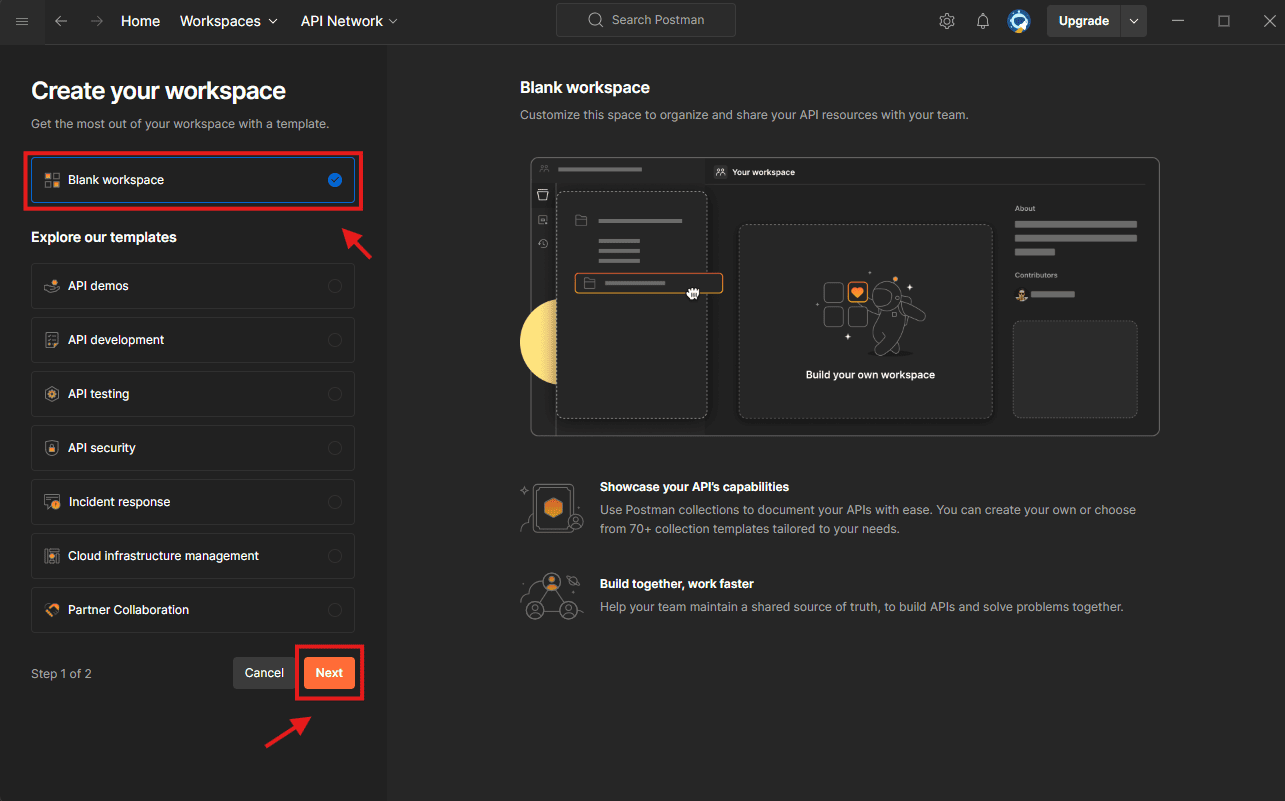 Home Workspaces API Network Search Postman Upgrade
Create your workspace
Get the most out of your workspace with a template.
Blank workspace
Explore our templates
API demos
API development
API testing
API security
Incident response
Cloud infrastructure management
Partner Collaboration
Step 1 of 2 Cancel Next
Blank workspace
Customize this space to organize and share your API resources with your team.
Your workspace
About
Contributors
Build your own workspace
Showcase your API's capabilities
Use Postman collections to document your APIs with ease. You can create your own or choose
from 70+ collection templates tailored to your needs.
Build together, work faster
Help your team maintain a shared source of truth, to build APIs and solve problems together.